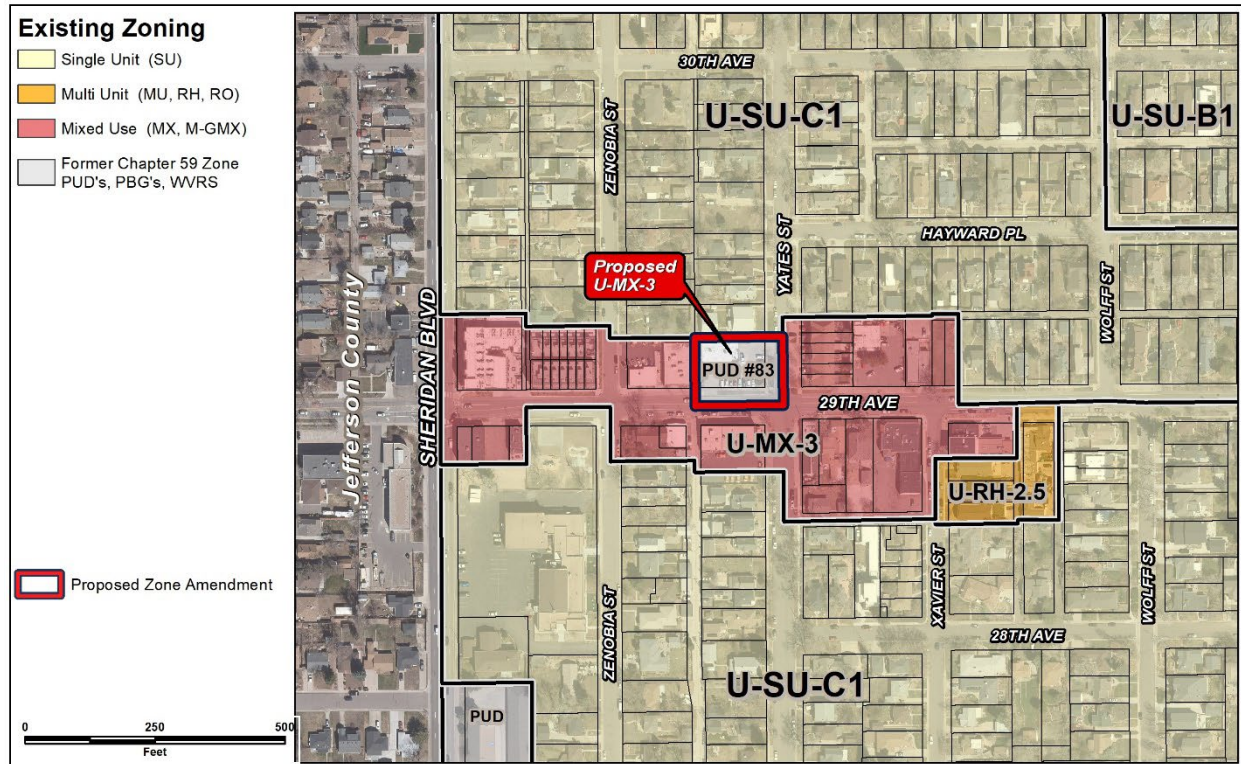 Existing Zoning
Single Unit (SU)
Multi Unit (MU, RH, RO)
Mixed Use (MX, M-GMX)
Former Chapter 59 Zone
PUD's, PBG's, WVRS
Proposed Zone Amendment
0 250 500
Feet
30TH AVE
U-SU-C1
U-SU-B1
ZENOBIA ST
YATES ST
HAYWARD PL
WOLFF ST
Proposed
U-MX-3
Jefferson County
SHERIDAN BLVD
PUD #83
29TH AVE
U-MX-3
U-RH-2.5
XAVIER ST
WOLFF ST
ZENOBIA ST
28TH AVE
U-SU-C1
PUD